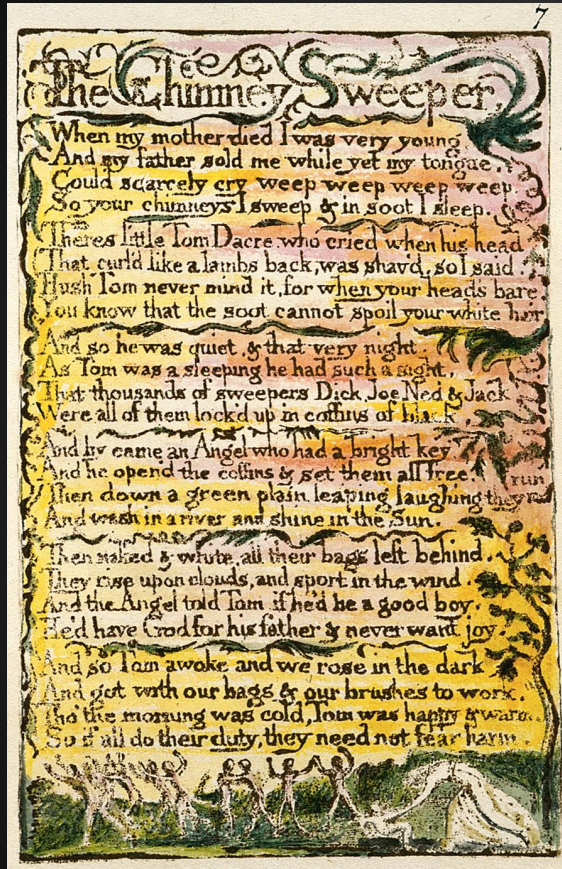 7
The Chimney Sweeper
When my mother died I was very young
And my father sold me while yet my tongue.
Could scarcely cry weep weep weep weep.
So your chimneys I sweep & in soot I sleep.
Theres little Tom Dacre, who cried when his head
That curl'd like a lambs back, was shav'd, so I said.
Hush Tom never mind it, for when your head's bare
You know that the soot cannot spoil your white hair
And so he was quiet, & that very night.
As Tom was a sleeping he had such a sight,
That thousands of sweepers Dick, Joe, Ned & Jack
Were all of them lock'd up in coffins of black
And by came an Angel who had a bright key
And he open'd the coffins & set them all free.
Then down a green plain leaping laughing they run
And wash in a river and shine in the Sun.
Then naked & white, all their bags left behind.
They rise upon clouds, and sport in the wind.
And the Angel told Tom if he'd be a good boy,
He'd have God for his father & never want joy.
And so Tom awoke and we rose in the dark
And got with our bags & our brushes to work.
Tho' the morning was cold, Tom was happy & warm.
So if all do their duty, they need not fear harm.